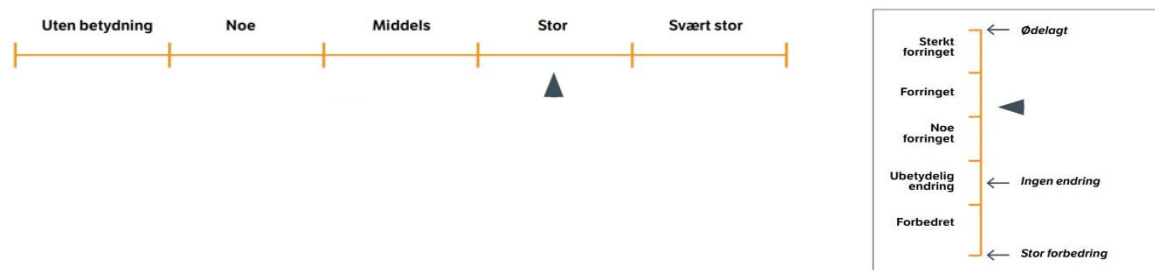 Uten betydning Noe Middels Stor Svært stor
Ødelagt
Sterkt
forringet
Forringet
Noe
forringet
Ubetydelig
endring
Ingen endring
Forbedret
Stor forbedring